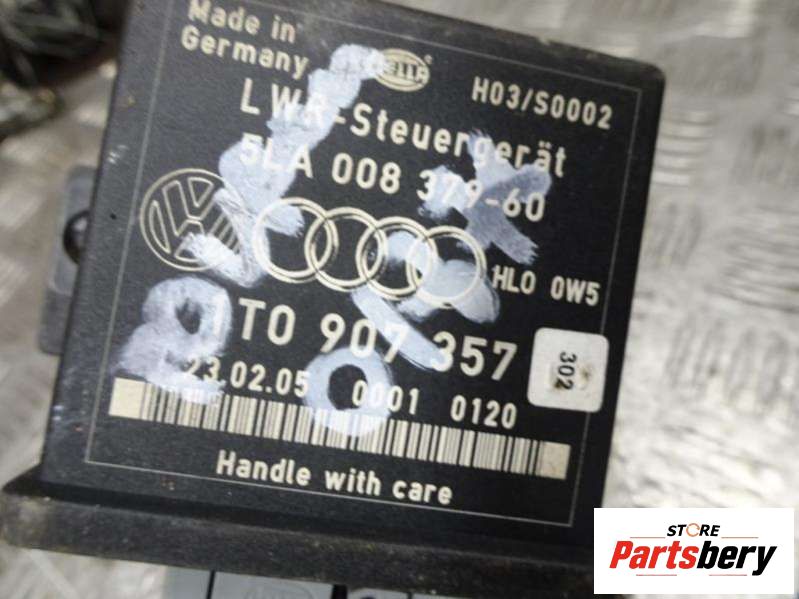 Made in
Germany
HELLA
H03/S0002
LWR-Steuergerät
5LA 008 379-60
HL0 0W5
1T0 907 357
302
23.02.05 0001 0120
Handle with care
STORE
Partsbery